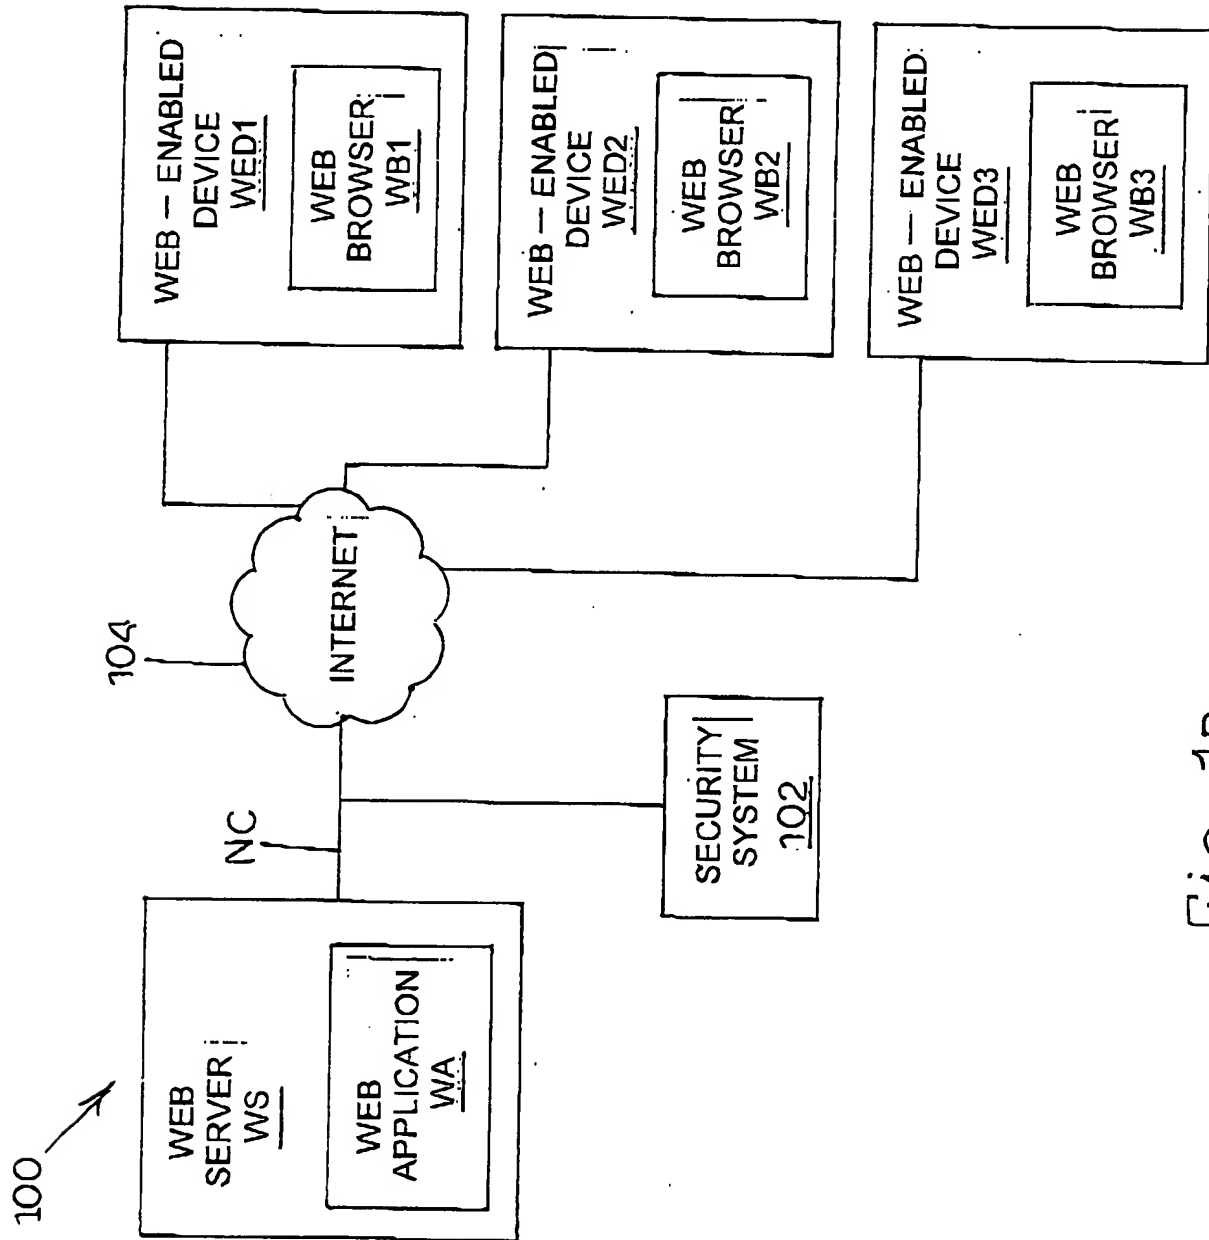 100
WEB
SERVER
WS
WEB
APPLICATION
WA
NC
104
INTERNET
SECURITY
SYSTEM
102
WEB — ENABLED
DEVICE
WED1
WEB
BROWSER
WB1
WEB — ENABLED
DEVICE
WED2
WEB
BROWSER
WB2
WEB — ENABLED
DEVICE
WED3
WEB
BROWSER
WB3